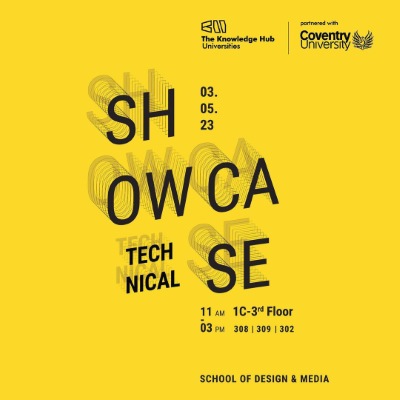 The Knowledge Hub
Universities
partnered with
Coventry
University
03.
05.
23
SH
OW CA
SE
TECH
NICAL
11 AM
-
03 PM
1C-3rd Floor
308 | 309 | 302
SCHOOL OF DESIGN & MEDIA